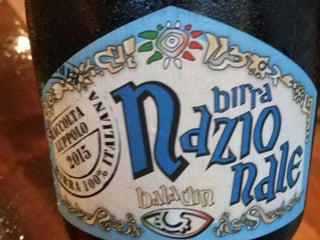 birra
Nazio
nale
baladin
RACCOLTA
LUPPOLO
2015
BIRRA 100% ITALIANA